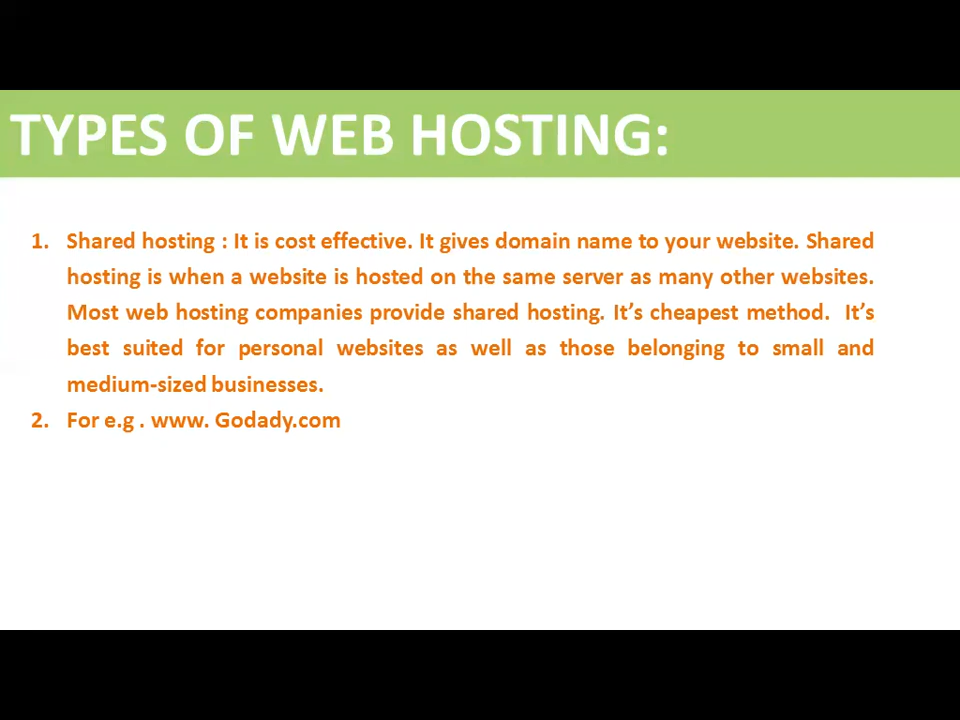 TYPES OF WEB HOSTING:
1. Shared hosting : It is cost effective. It gives domain name to your website. Shared
hosting is when a website is hosted on the same server as many other websites.
Most web hosting companies provide shared hosting. It’s cheapest method.  It’s
best suited for personal websites as well as those belonging to small and
medium-sized businesses.
2. For e.g . www. Godady.com